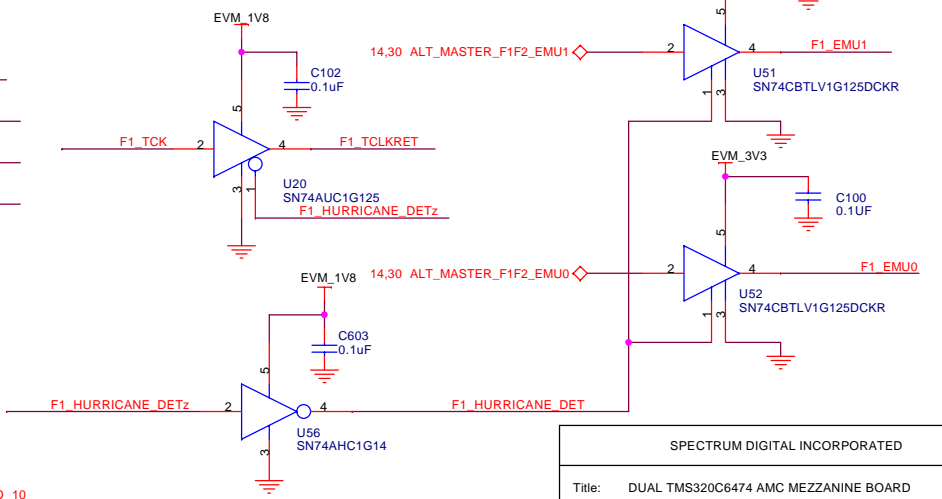 EVM_1V8
C102
0.1uF
5
F1_TCK
2
4
F1_TCLKRET
3
1
U20
SN74AUC1G125
F1_HURRICANE_DETz
5
14,30 ALT_MASTER_F1F2_EMU1
2
4
F1_EMU1
1
3
U51
SN74CBTLV1G125DCKR
EVM_3V3
C100
0.1UF
5
14,30 ALT_MASTER_F1F2_EMU0
2
4
F1_EMU0
1
3
U52
SN74CBTLV1G125DCKR
EVM_1V8
C603
0.1uF
5
F1_HURRICANE_DETz
2
4
F1_HURRICANE_DET
3
U56
SN74AHC1G14
SPECTRUM DIGITAL INCORPORATED
Title: DUAL TMS320C6474 AMC MEZZANINE BOARD
10